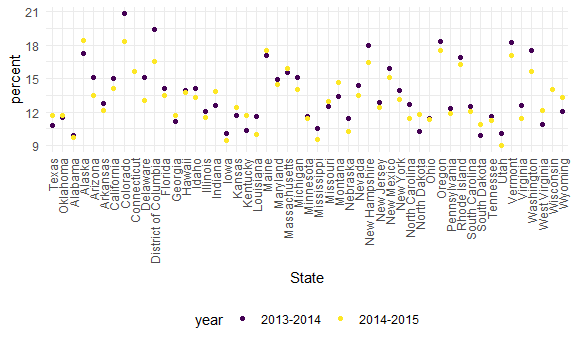 21
18
15
12
9
percent
Texas
Oklahoma
Alabama
Alaska
Arizona
Arkansas
California
Colorado
Connecticut
Delaware
District of Columbia
Florida
Georgia
Hawaii
Idaho
Illinois
Indiana
Iowa
Kansas
Kentucky
Louisiana
Maine
Maryland
Massachusetts
Michigan
Minnesota
Mississippi
Missouri
Montana
Nebraska
Nevada
New Hampshire
New Jersey
New Mexico
New York
North Carolina
North Dakota
Ohio
Oregon
Pennsylvania
Rhode Island
South Carolina
South Dakota
Tennessee
Utah
Vermont
Virginia
Washington
West Virginia
Wisconsin
Wyoming
State
year 2013-2014 2014-2015